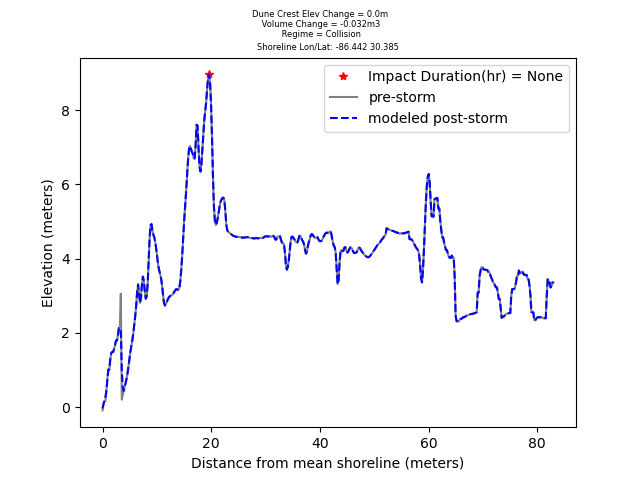 Dune Crest Elev Change = 0.0m
Volume Change = -0.032m3
Regime = Collision
Shoreline Lon/Lat: -86.442 30.385
Impact Duration(hr) = None
pre-storm
modeled post-storm
Elevation (meters)
8
6
4
2
0
0 20 40 60 80
Distance from mean shoreline (meters)